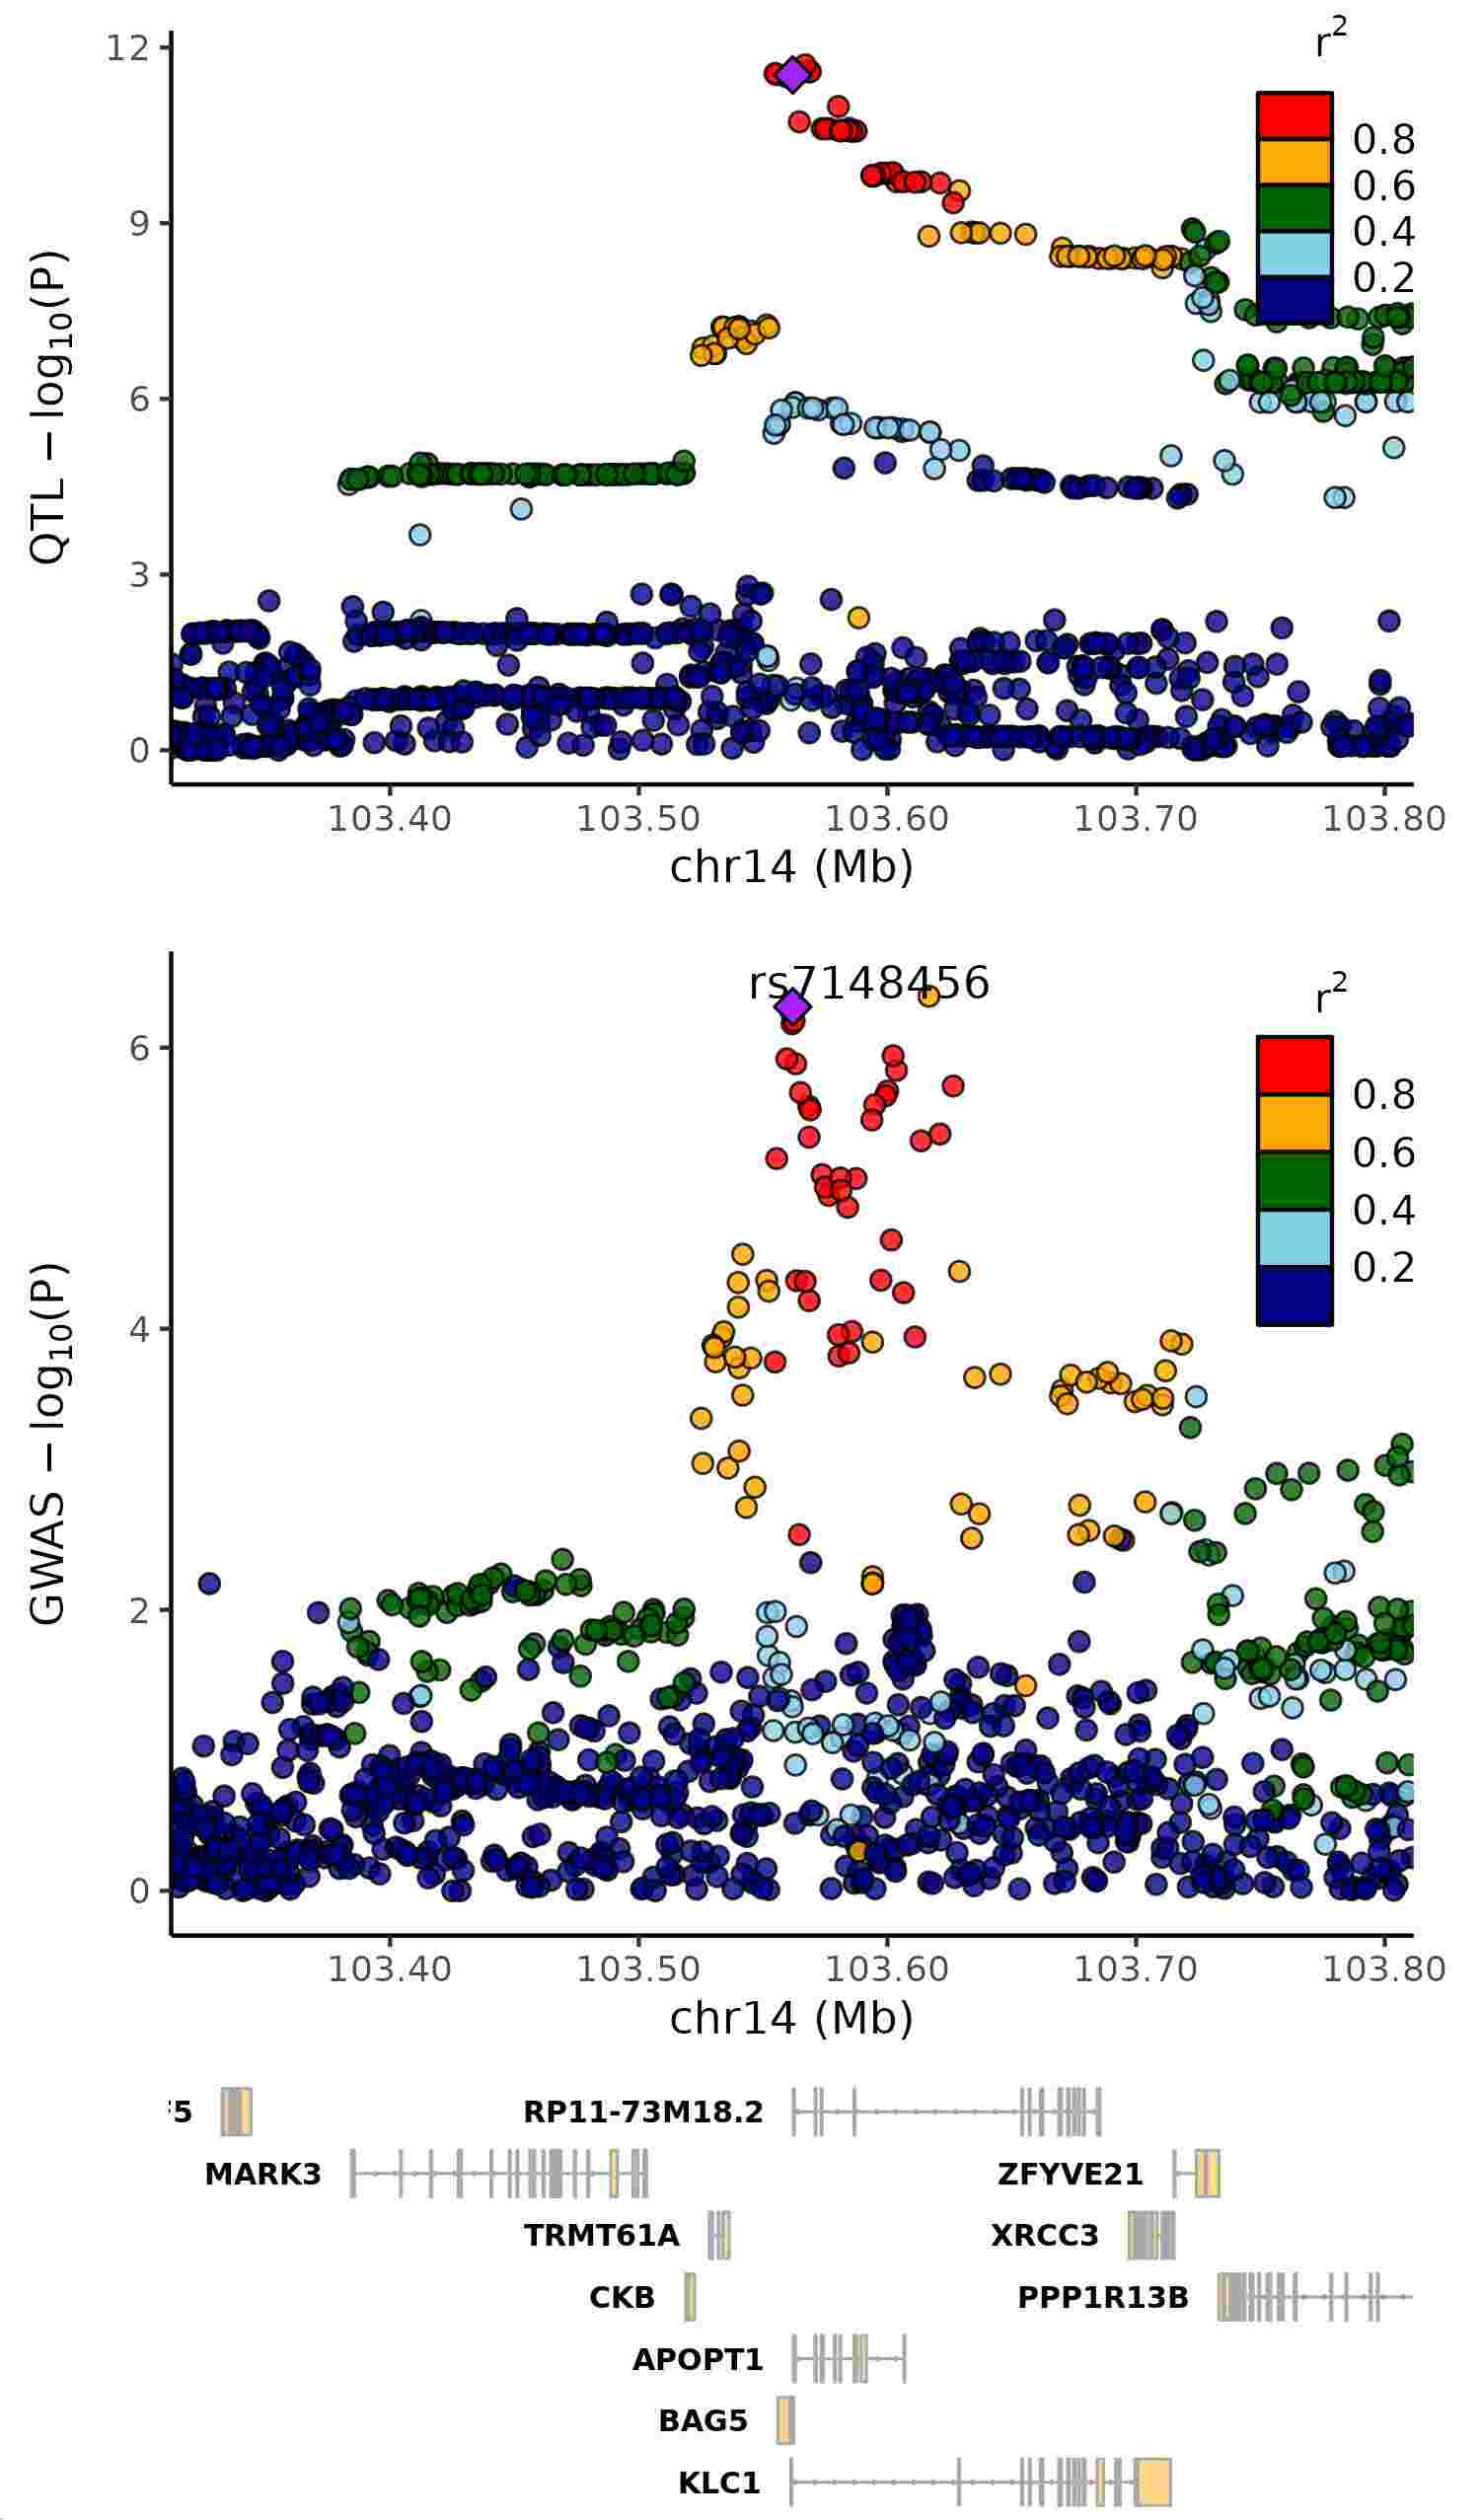 r2
12
9
6
3
0
QTL − log10(P)
0.8
0.6
0.4
0.2
103.40 103.50 103.60 103.70 103.80
chr14 (Mb)
rs7148456
r2
6
4
2
0
GWAS − log10(P)
0.8
0.6
0.4
0.2
103.40 103.50 103.60 103.70 103.80
chr14 (Mb)
5 RP11-73M18.2
MARK3 ZFYVE21
TRMT61A XRCC3
CKB PPP1R13B
APOPT1
BAG5
KLC1